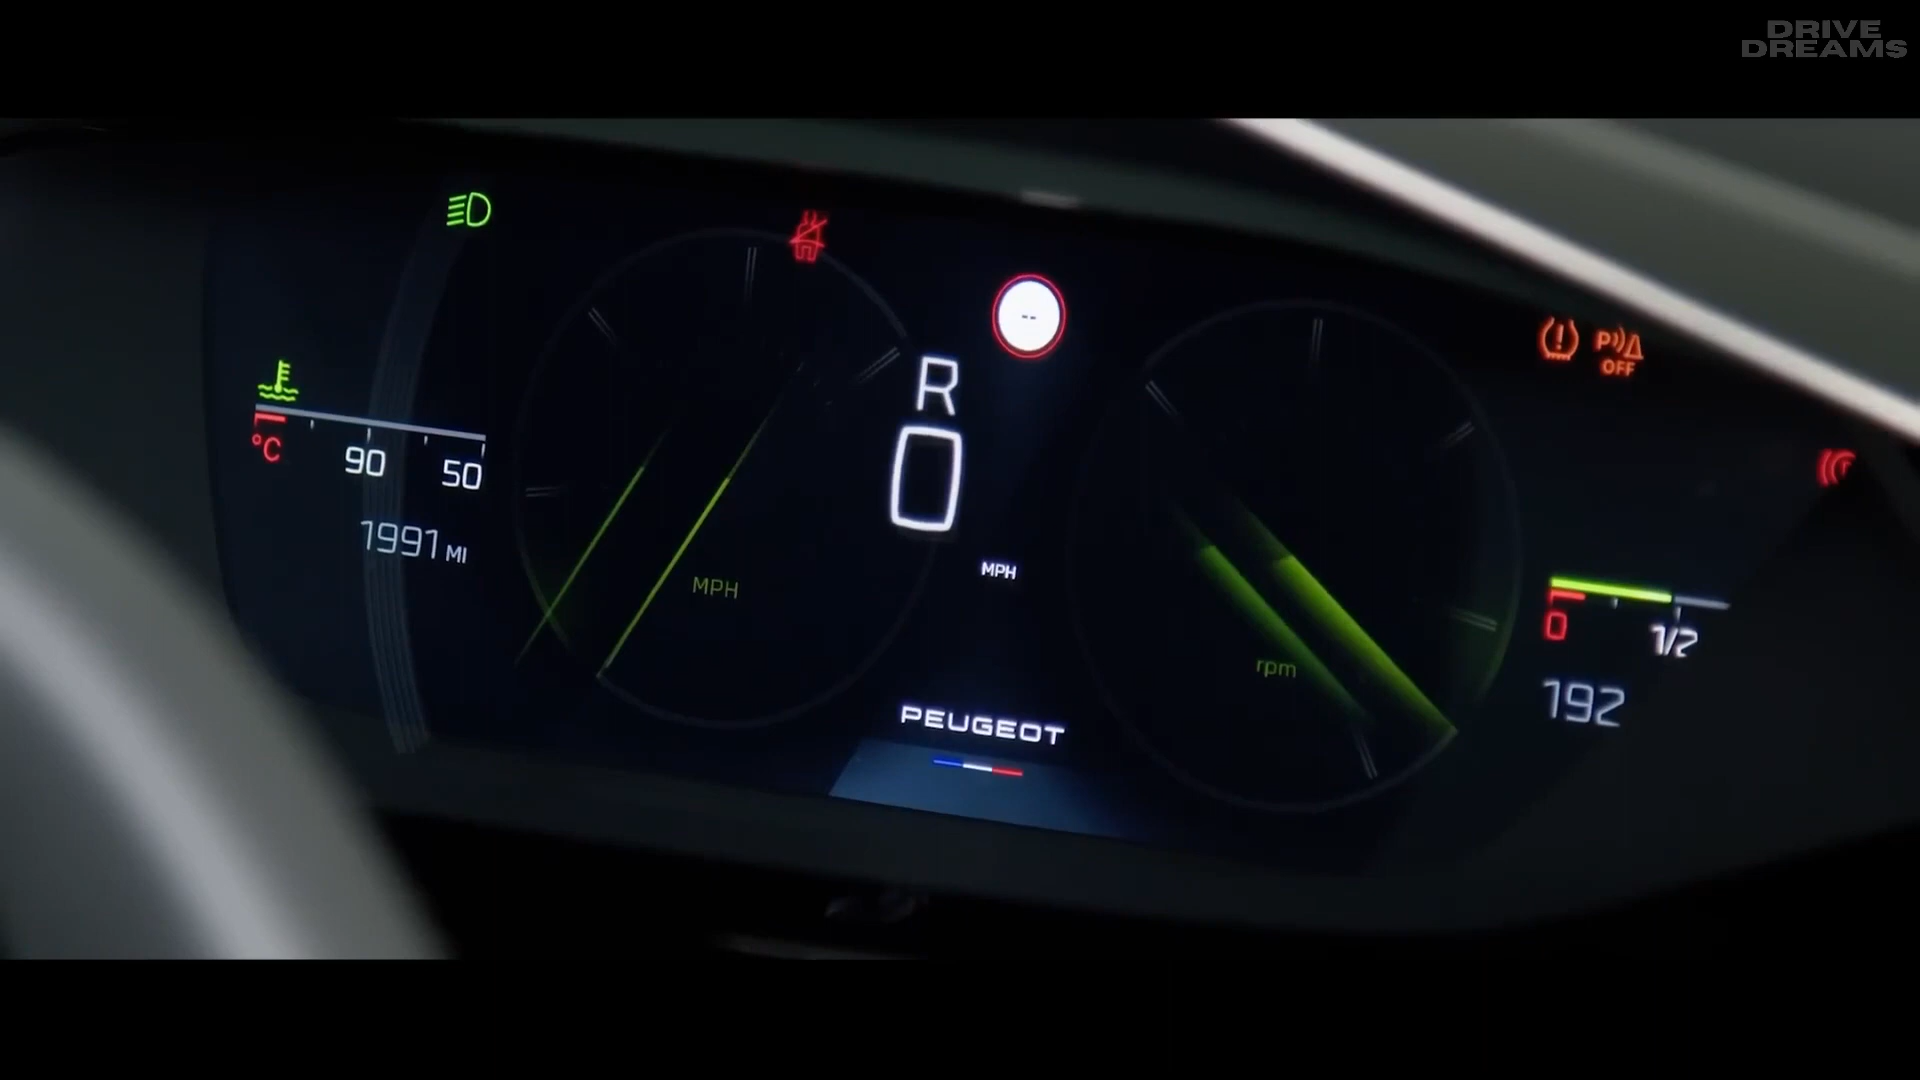 DRIVE
DREAMS
R
--
0
MPH
°C
90
50
1991 MI
MPH
rpm
PEUGEOT
P
OFF
0
1/2
192